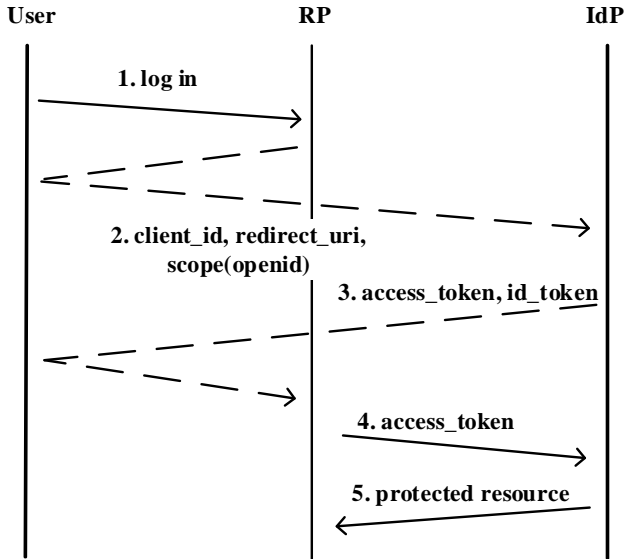 User RP IdP
1. log in
2. client_id, redirect_uri,
scope(openid)
3. access_token, id_token
4. access_token
5. protected resource